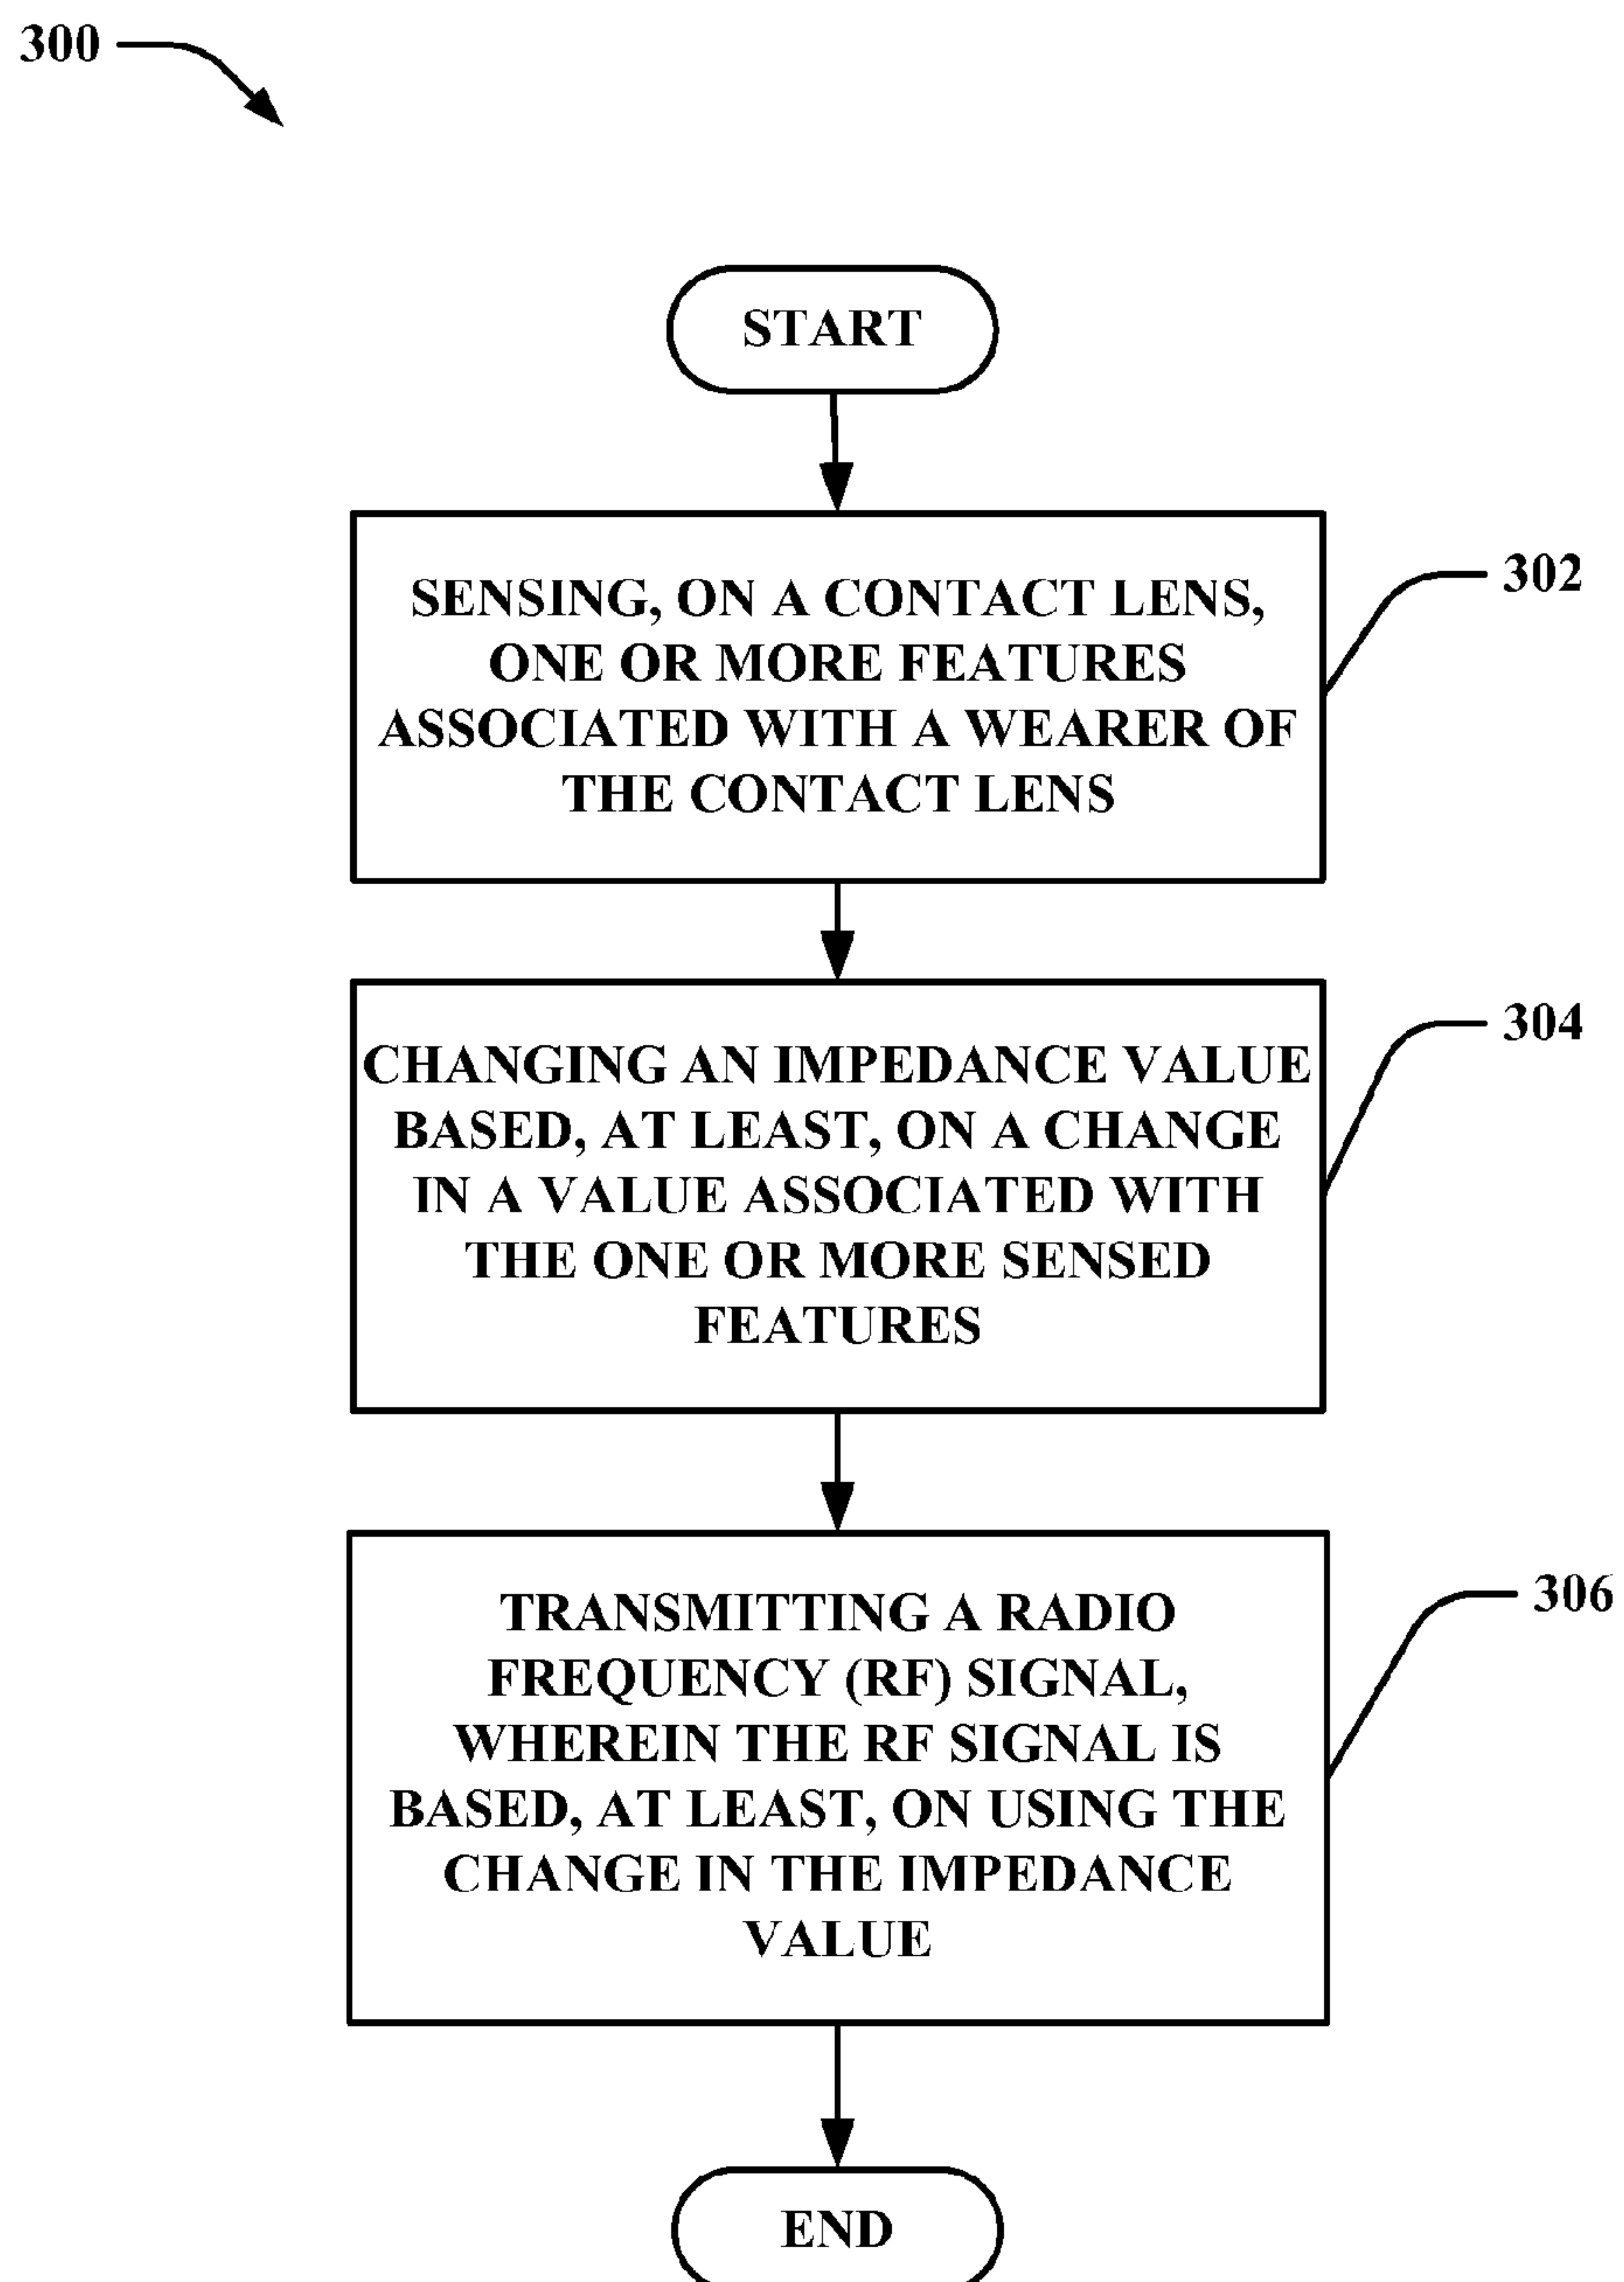 300
START
SENSING, ON A CONTACT LENS,
ONE OR MORE FEATURES
ASSOCIATED WITH A WEARER OF
THE CONTACT LENS
302
CHANGING AN IMPEDANCE VALUE
BASED, AT LEAST, ON A CHANGE
IN A VALUE ASSOCIATED WITH
THE ONE OR MORE SENSED
FEATURES
304
TRANSMITTING A RADIO
FREQUENCY (RF) SIGNAL,
WHEREIN THE RF SIGNAL IS
BASED, AT LEAST, ON USING THE
CHANGE IN THE IMPEDANCE
VALUE
306
END